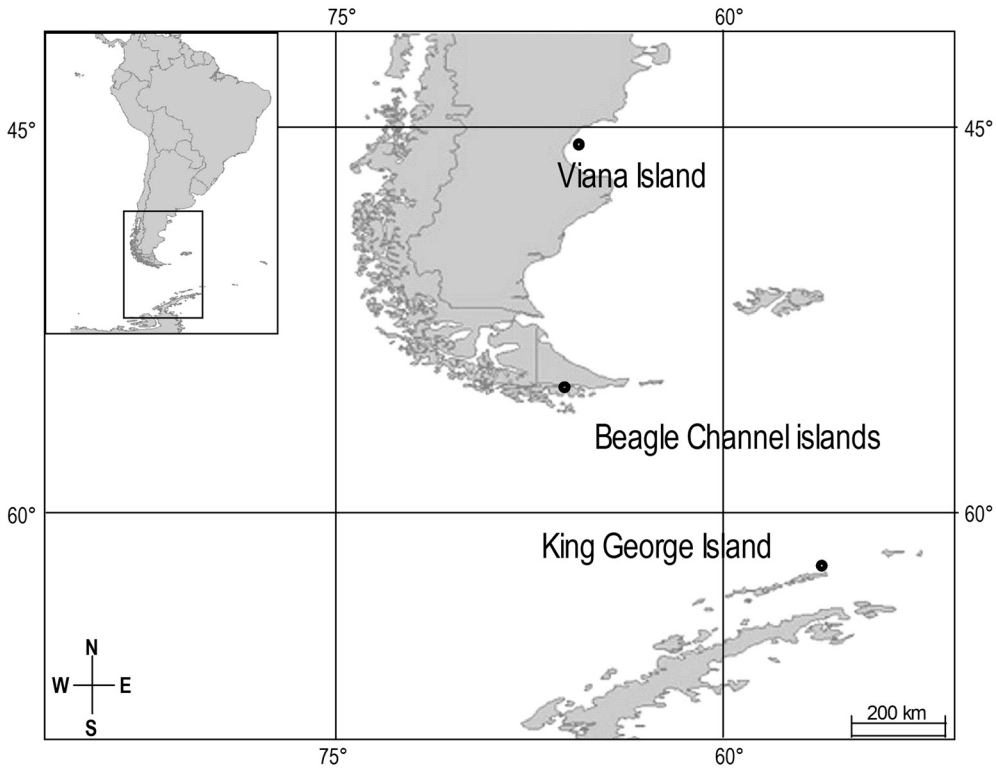 75° 60°
45° 45°
Viana Island
Beagle Channel islands
60° 60°
King George Island
N
W E
S
200 km
75° 60°